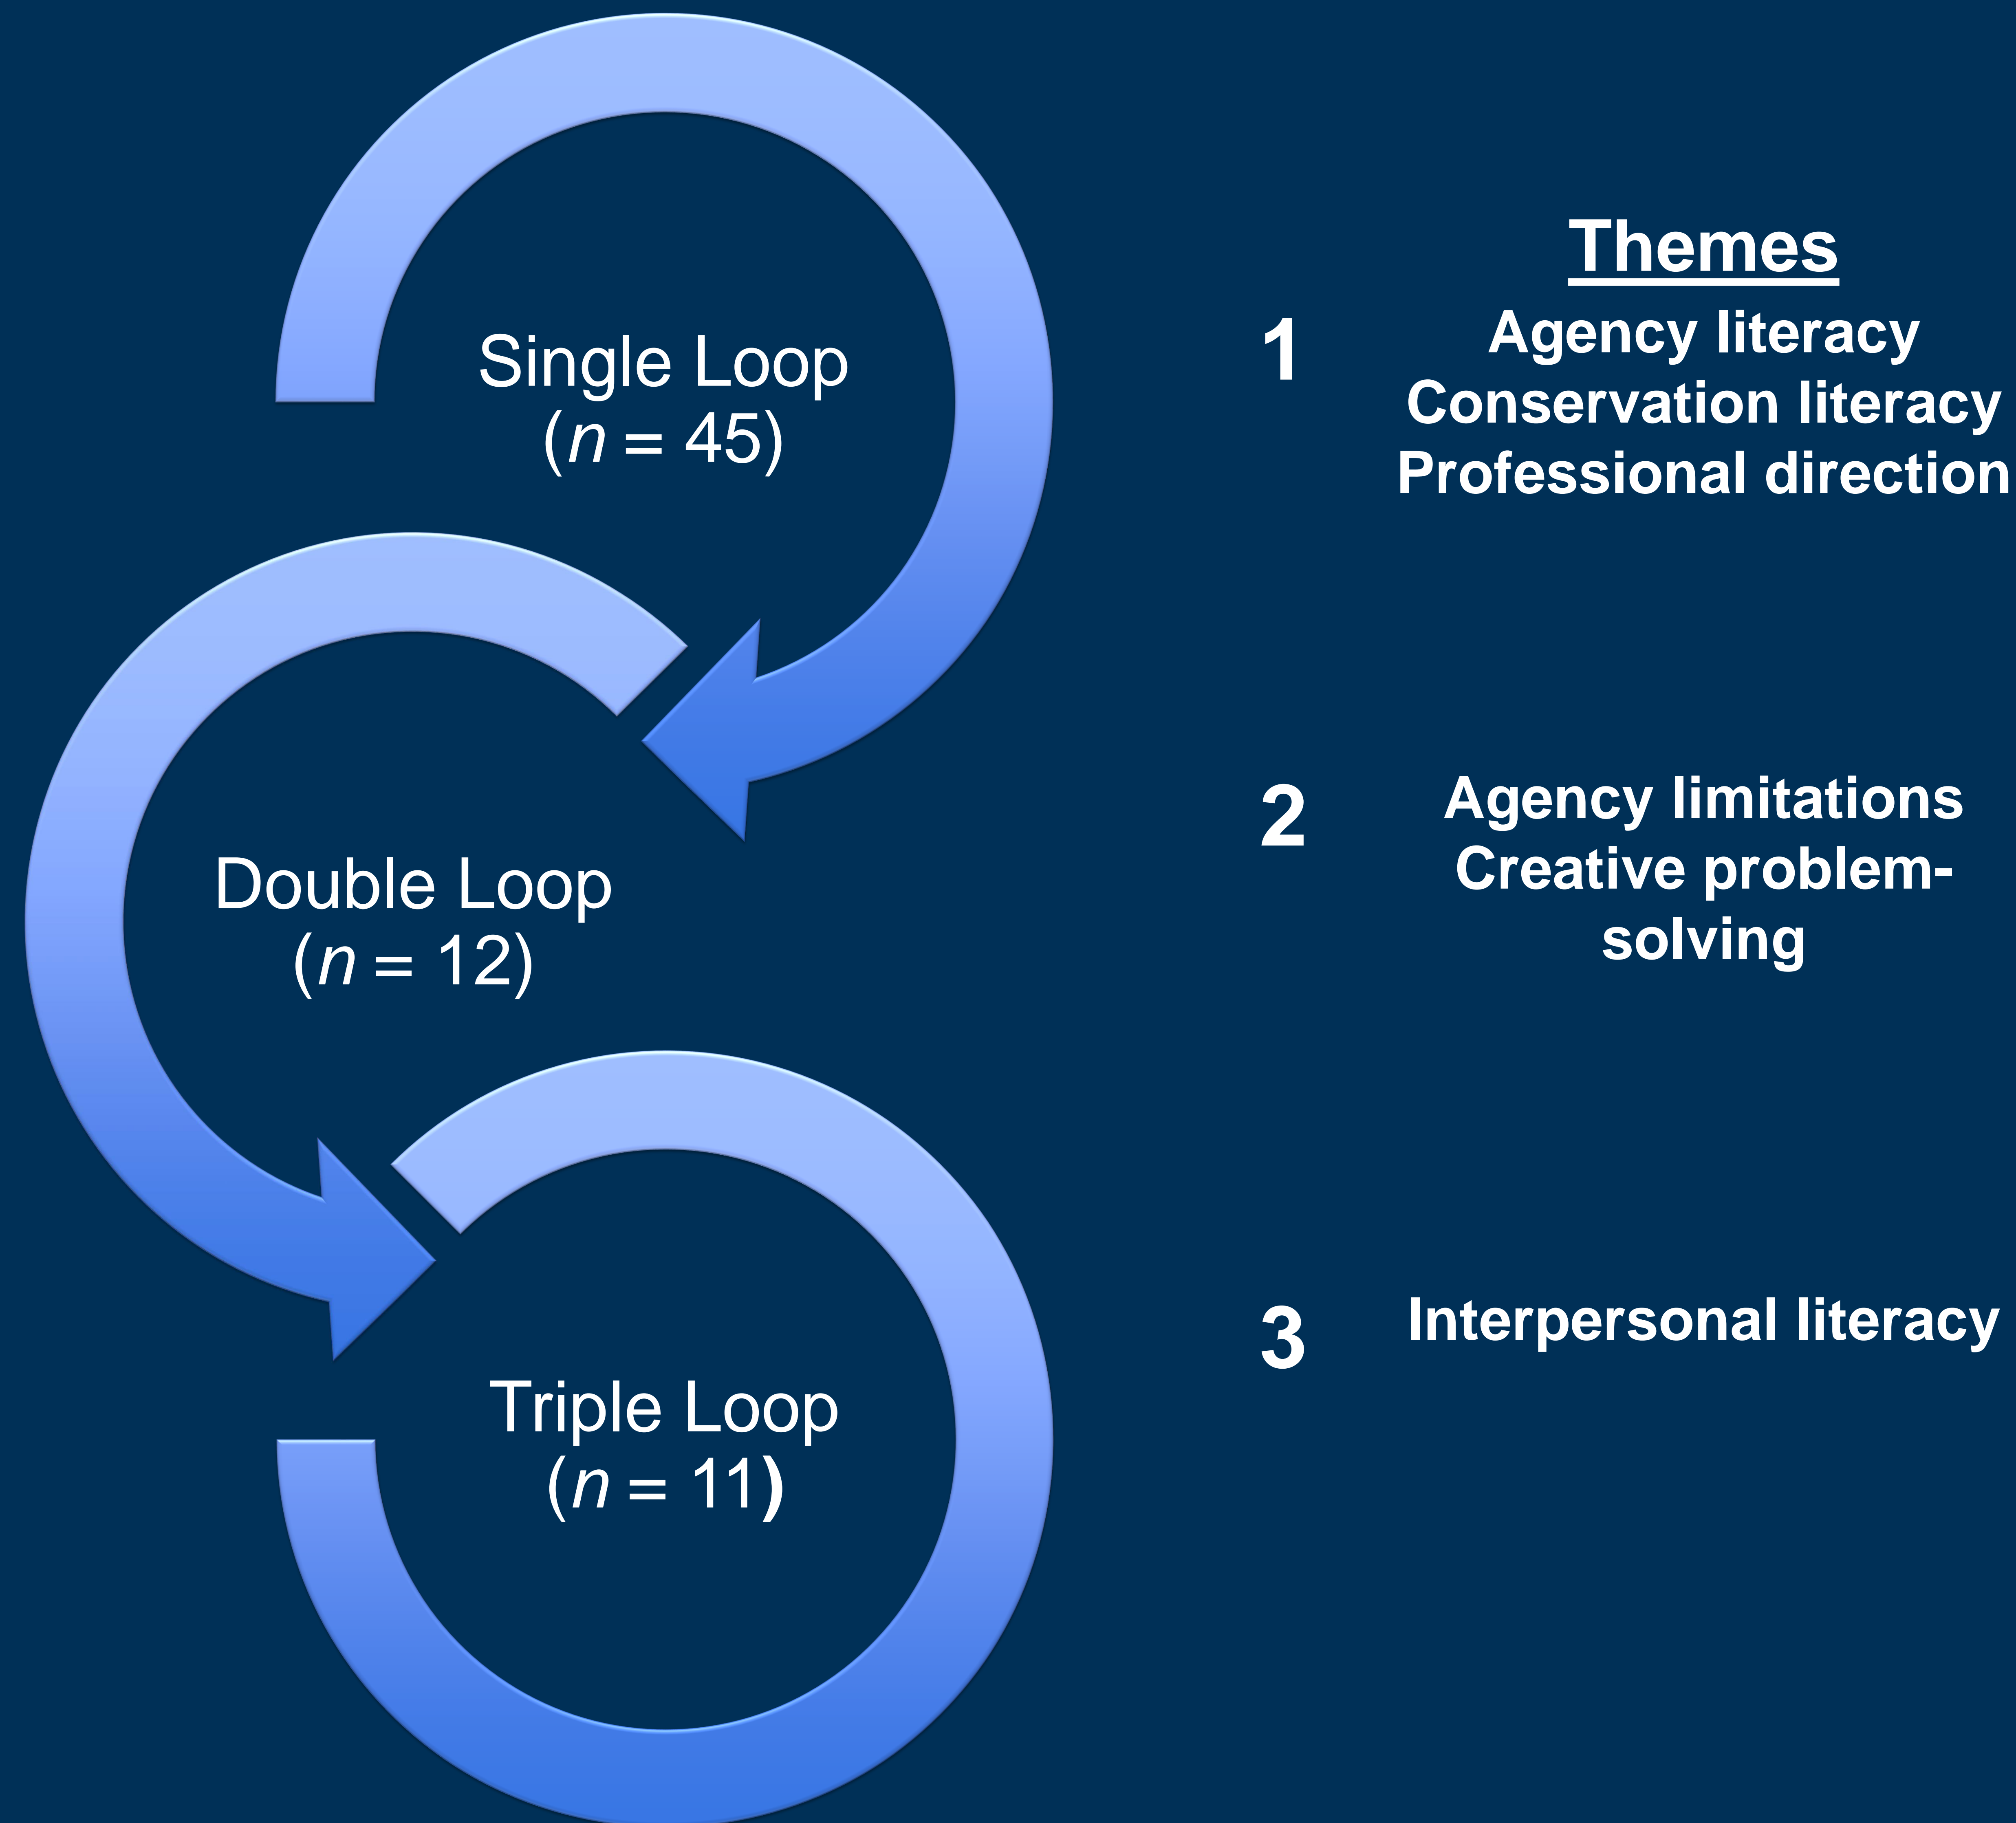 Themes
Single Loop
(n = 45)
1
Agency literacy
Conservation literacy
Professional direction
Double Loop
(n = 12)
2
Agency limitations
Creative problem-
solving
Triple Loop
(n = 11)
3
Interpersonal literacy